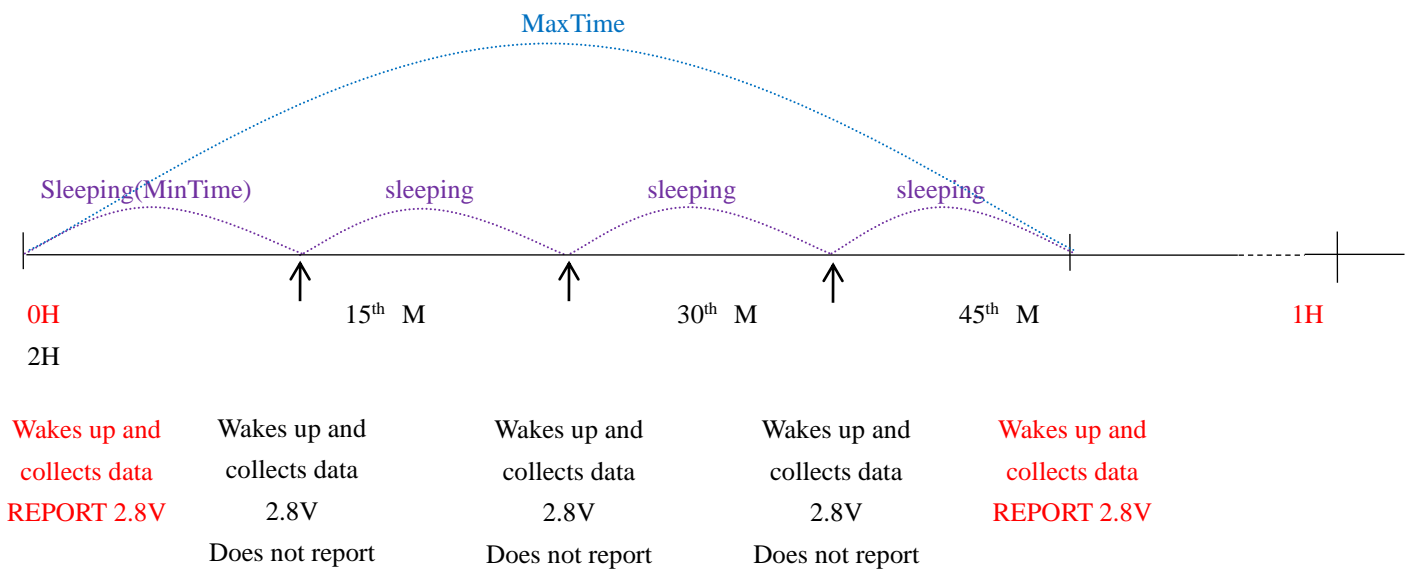 MaxTime
Sleeping(MinTime) sleeping sleeping sleeping
0H 15th M 30th M 45th M 1H
2H
Wakes up and Wakes up and Wakes up and Wakes up and Wakes up and
collects data collects data collects data collects data collects data
REPORT 2.8V 2.8V 2.8V 2.8V REPORT 2.8V
Does not report Does not report Does not report